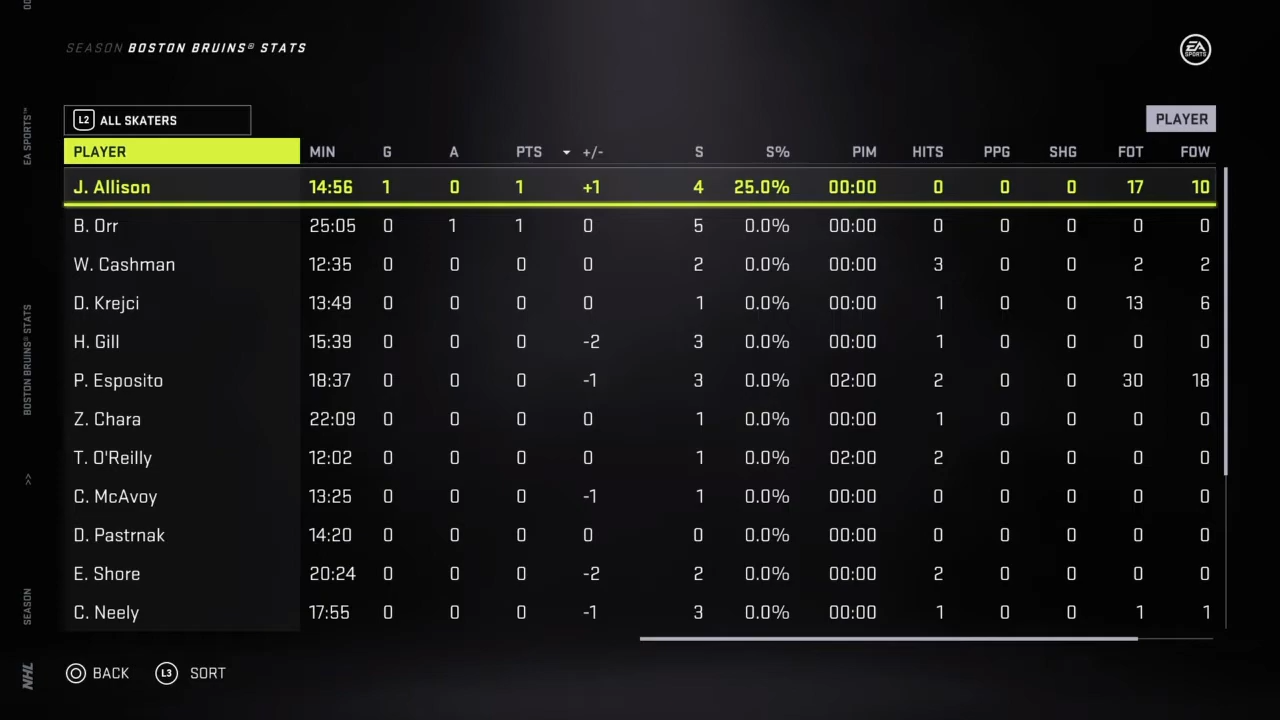 SEASON BOSTON BRUINS® STATS
EA SPORTS
L2 ALL SKATERS
PLAYER
PLAYER MIN G A PTS +/- S S% PIM HITS PPG SHG FOT FOW
J. Allison 14:56 1 0 1 +1 4 25.0% 00:00 0 0 0 17 10
B. Orr 25:05 0 1 1 0 5 0.0% 00:00 0 0 0 0 0
W. Cashman 12:35 0 0 0 0 2 0.0% 00:00 3 0 0 2 2
D. Krejci 13:49 0 0 0 0 1 0.0% 00:00 1 0 0 13 6
H. Gill 15:39 0 0 0 -2 3 0.0% 00:00 1 0 0 0 0
P. Esposito 18:37 0 0 0 -1 3 0.0% 02:00 2 0 0 30 18
Z. Chara 22:09 0 0 0 0 1 0.0% 00:00 1 0 0 0 0
T. O'Reilly 12:02 0 0 0 0 1 0.0% 02:00 2 0 0 0 0
C. McAvoy 13:25 0 0 0 -1 1 0.0% 00:00 0 0 0 0 0
D. Pastrnak 14:20 0 0 0 0 0 0.0% 00:00 0 0 0 0 0
E. Shore 20:24 0 0 0 -2 2 0.0% 00:00 2 0 0 0 0
C. Neely 17:55 0 0 0 -1 3 0.0% 00:00 1 0 0 1 1
BACK L3 SORT
NHL SEASON >> BOSTON BRUINS® STATS EA SPORTS™